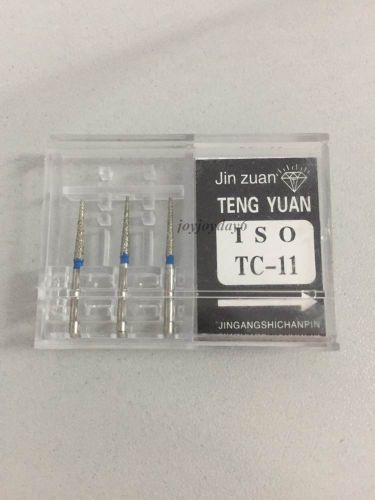 Jin zuan
TENG YUAN
ISO
TC-11
JINGANGSHICHANPIN
joyjoyday6